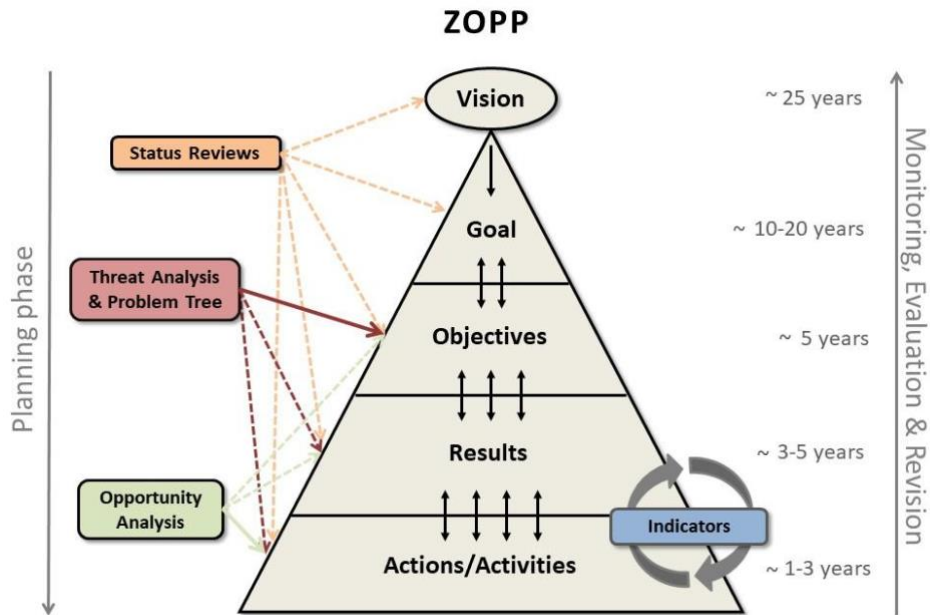 ZOPP
Vision
~ 25 years
Status Reviews
Goal
~ 10-20 years
Threat Analysis
& Problem Tree
Objectives
~ 5 years
Results
~ 3-5 years
Opportunity
Analysis
Indicators
Actions/Activities
~ 1-3 years
Planning phase
Monitoring, Evaluation & Revision